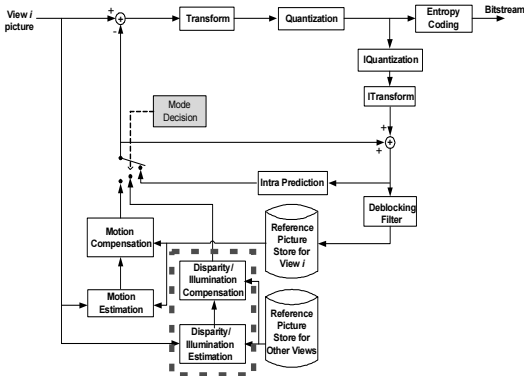 View i
picture
+
-
+
Transform
Quantization
Entropy
Coding
Bitstream
IQuantization
ITransform
Mode
Decision
+
+
+
Intra Prediction
Deblocking
Filter
Motion
Compensation
Reference
Picture
Store for
View i
Disparity/
Illumination
Compensation
Motion
Estimation
Disparity/
Illumination
Estimation
Reference
Picture
Store for
Other Views